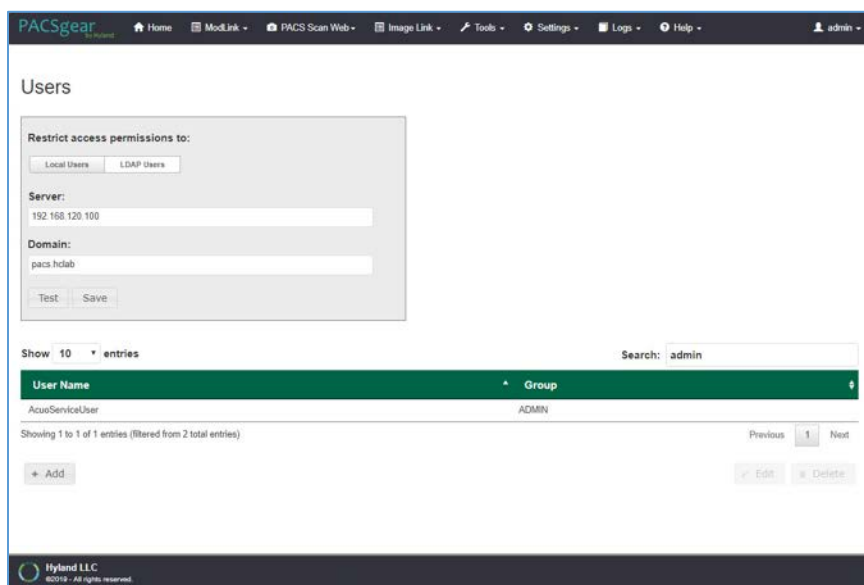 PACSgear by Hyland Home ModLink PACS Scan Web Image Link Tools Settings Logs Help admin
Users
Restrict access permissions to:
Local Users LDAP Users
Server:
192.168.120.100
Domain:
pacs.hclab
Test Save
Show 10 entries Search: admin
User Name Group
AcuoServiceUser ADMIN
Showing 1 to 1 of 1 entries (filtered from 2 total entries) Previous 1 Next
+ Add Edit Delete
Hyland LLC
©2019 - All rights reserved.